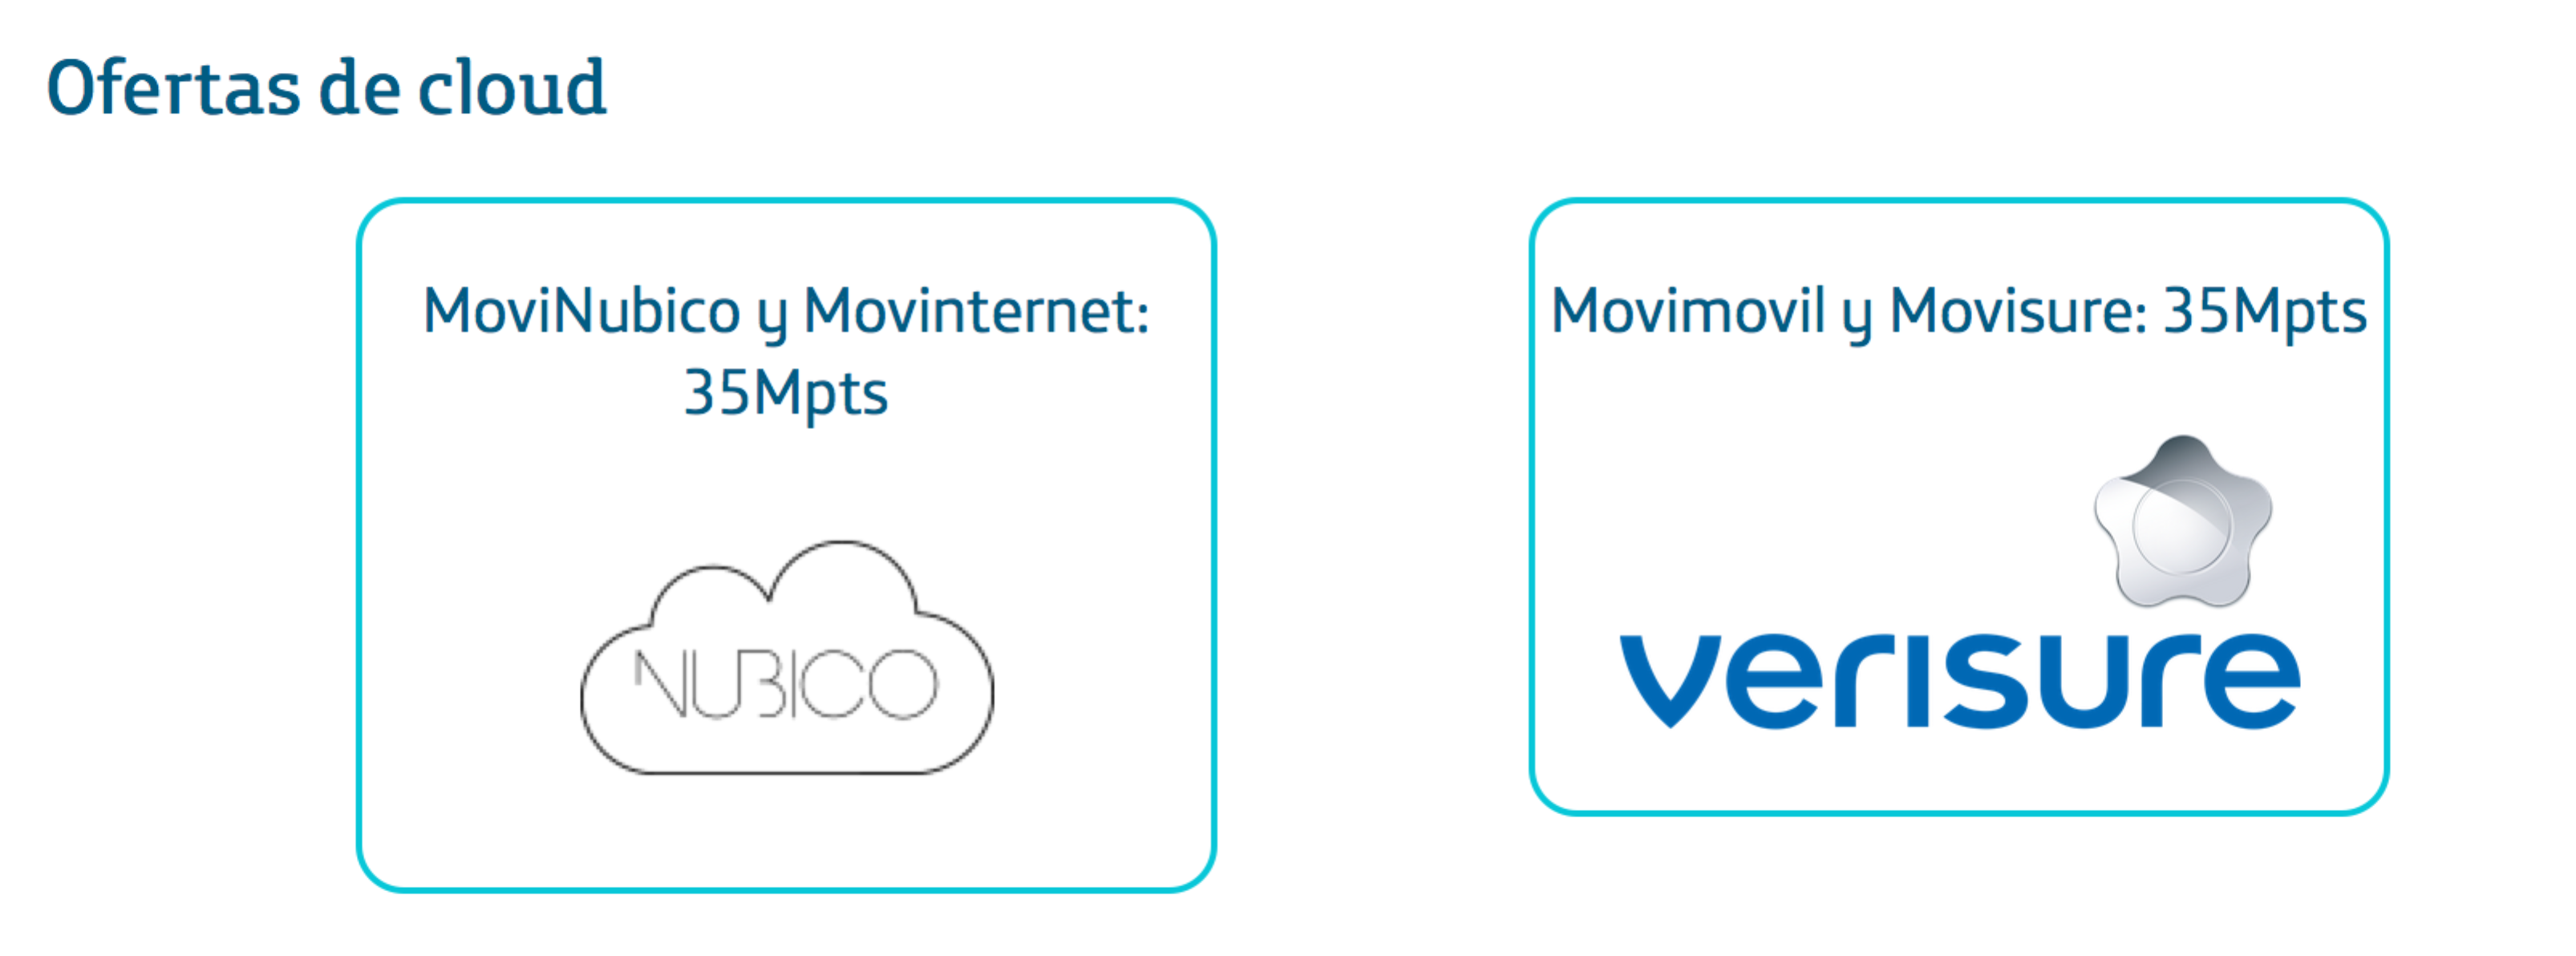 Ofertas de cloud
MoviNubico y Movinternet:
35Mpts
NUBICO
Movimovil y Movisure: 35Mpts
verisure